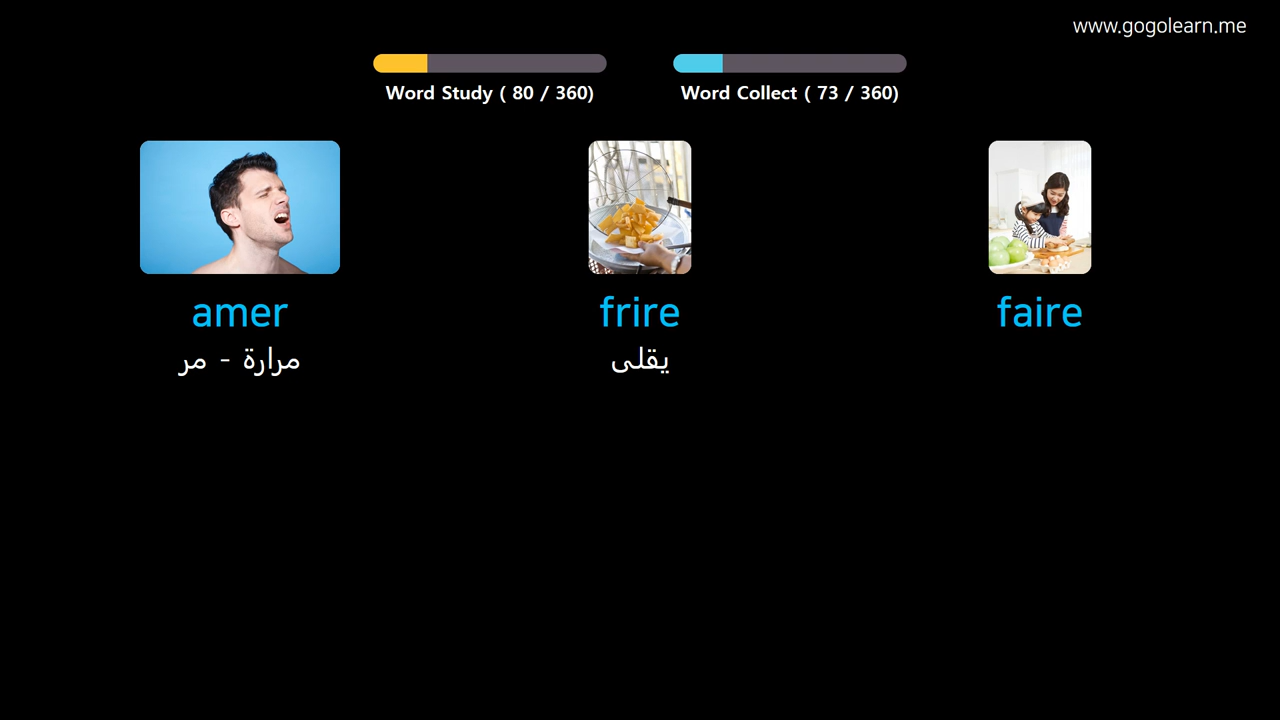 www.gogolearn.me
Word Study ( 80 / 360)
Word Collect ( 73 / 360)
amer
frire
faire
مرارة - مر
يقلى